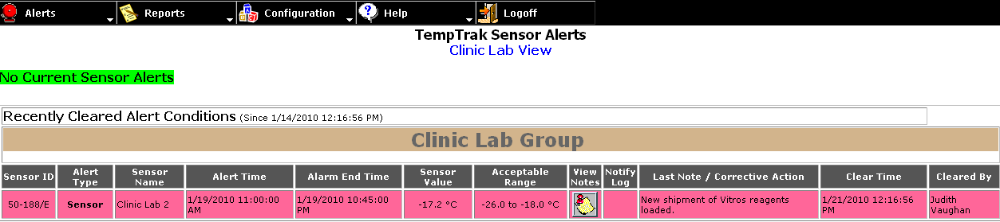 Alerts Reports Configuration Help Logoff
TempTrak Sensor Alerts
Clinic Lab View
No Current Sensor Alerts
Recently Cleared Alert Conditions (Since 1/14/2010 12:16:56 PM)
Clinic Lab Group
Sensor ID Alert Type Sensor Name Alert Time Alarm End Time Sensor Value Acceptable Range View Notes Notify Log Last Note / Corrective Action Clear Time Cleared By
50-188/E Sensor Clinic Lab 2 1/19/2010 11:00:00 AM 1/19/2010 10:45:00 PM -17.2 °C -26.0 to -18.0 °C New shipment of Vitros reagents loaded. 1/21/2010 12:16:56 PM Judith Vaughan